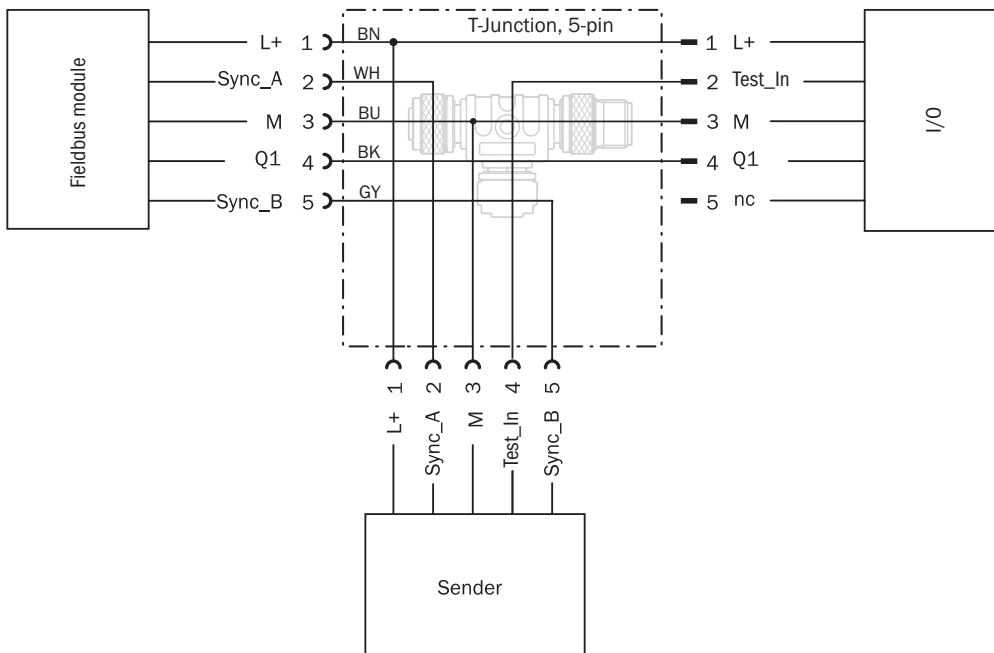 T-Junction, 5-pin
L+ 1 BN 1 L+
Sync_A 2 WH 2 Test_In
M 3 BU 3 M
Q1 4 BK 4 Q1
Sync_B 5 GY 5 nc
Fieldbus module
I/O
1 2 3 4 5
L+ Sync_A M Test_In Sync_B
Sender